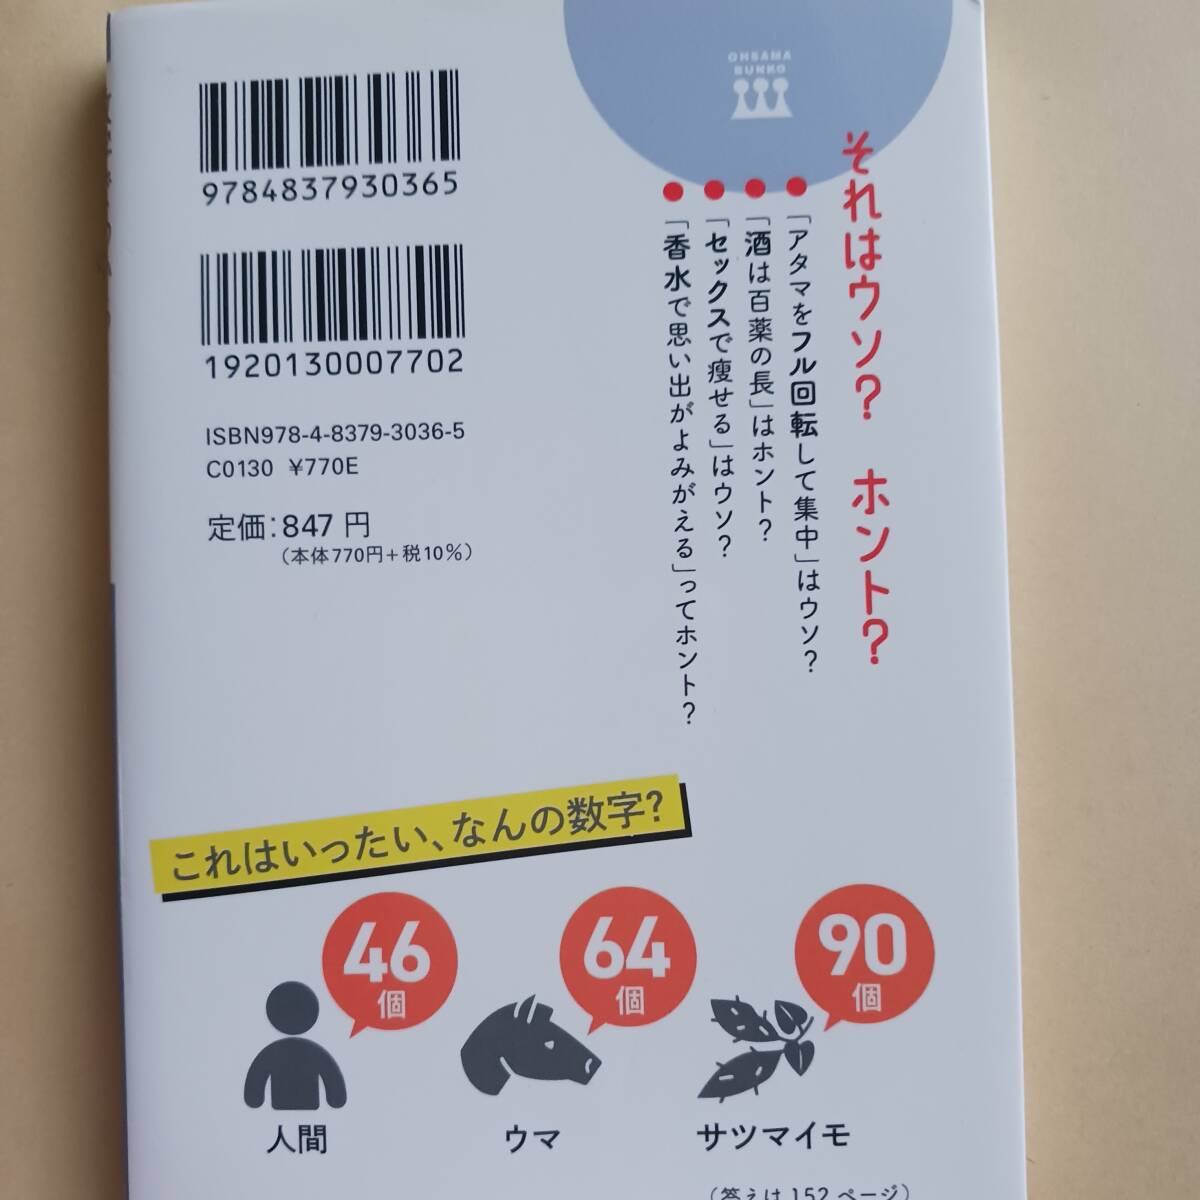 OHSAMA
BUNKO
それはウソ? ホント?
「アタマをフル回転して集中」はウソ?
「酒は百薬の長」はホント?
「セックスで痩せる」はウソ?
「香水で思い出がよみがえる」ってホント?
9784837930365
1920130007702
ISBN978-4-8379-3036-5
C0130 ¥770E
定価:847円
(本体770円+税10%)
これはいったい、なんの数字?
46個
人間
64個
ウマ
90個
サツマイモ
(答えは152ページ)